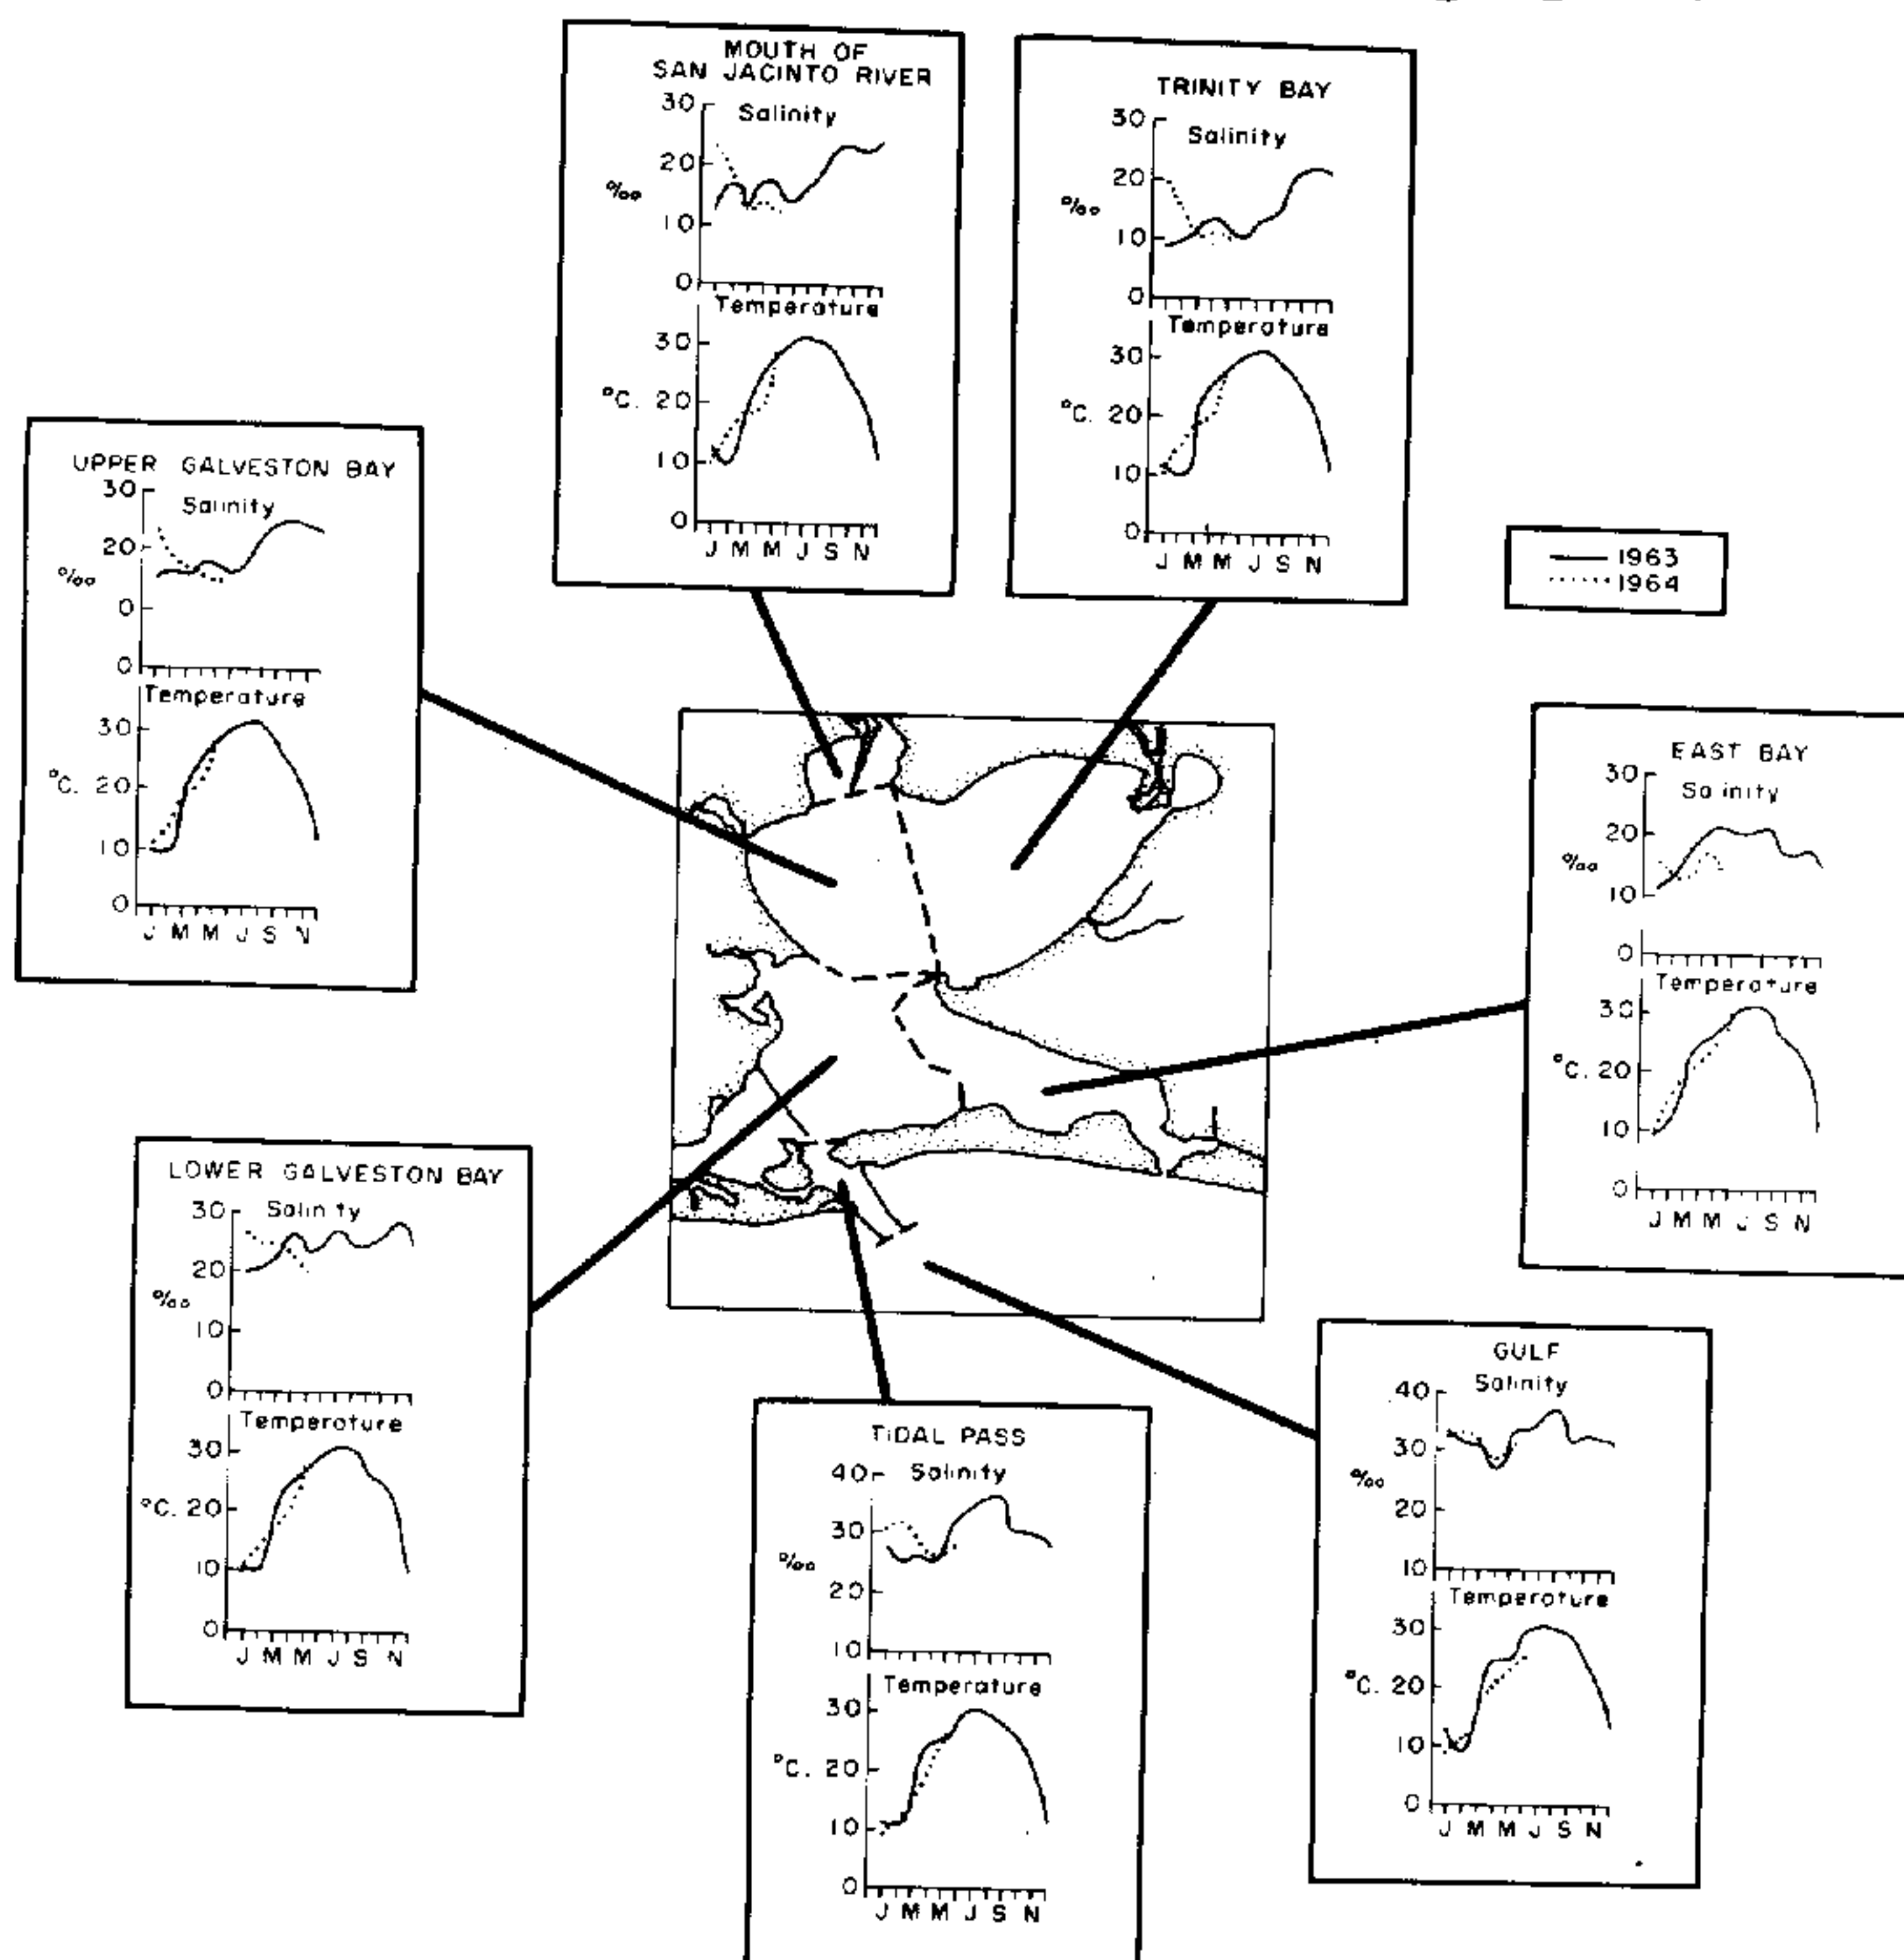 MOUTH OF
SAN JACINTO RIVER
30
Salinity
20
‰
10
0
Temperature
30
°C. 20
10
0
J M M J S N
TRINITY BAY
30
Salinity
20
‰
10
0
Temperature
30
°C. 20
10
0
J M M J S N
UPPER GALVESTON BAY
30
Salinity
20
‰
0
0
Temperature
30
°C. 20
10
0
J M M J S N
1963
1964
EAST BAY
30
Sa inity
20
‰
10
0
Temperature
30
°C. 20
10
0
J M M J S N
LOWER GALVESTON BAY
30
Salinity
20
‰
10
0
Temperature
30
°C. 20
10
0
J M M J S N
TIDAL PASS
40
Salinity
30
‰
20
10
Temperature
30
°C. 20
10
0
J M M J S N
GULF
40
Salinity
30
‰
20
10
Temperature
30
°C. 20
10
0
J M M J S N